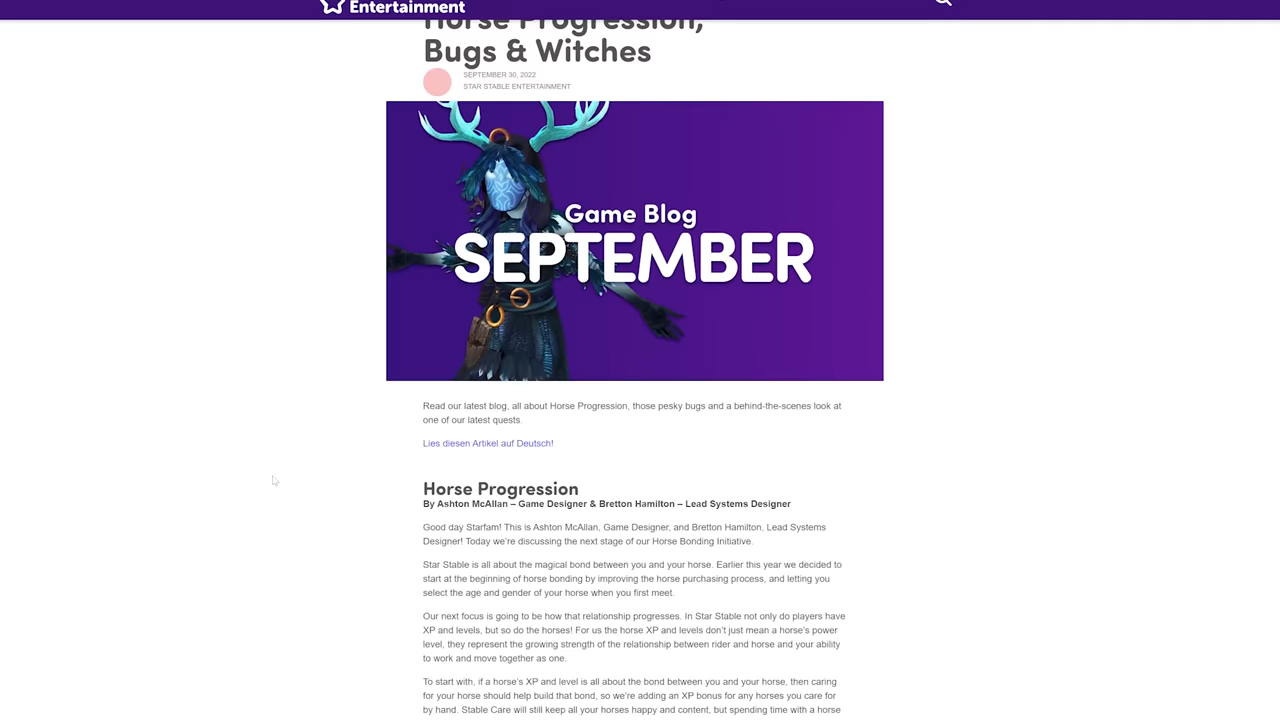 Entertainment
Horse Progression,
Bugs & Witches
SEPTEMBER 30, 2022
STAR STABLE ENTERTAINMENT
Game Blog
SEPTEMBER
Read our latest blog, all about Horse Progression, those pesky bugs and a behind-the-scenes look at
one of our latest quests.
Lies diesen Artikel auf Deutsch!
Horse Progression
By Ashton McAllan – Game Designer & Bretton Hamilton – Lead Systems Designer
Good day Starfam! This is Ashton McAllan, Game Designer, and Bretton Hamilton, Lead Systems
Designer! Today we're discussing the next stage of our Horse Bonding Initiative.
Star Stable is all about the magical bond between you and your horse. Earlier this year we decided to
start at the beginning of horse bonding by improving the horse purchasing process, and letting you
select the age and gender of your horse when you first meet.
Our next focus is going to be how that relationship progresses. In Star Stable not only do players have
XP and levels, but so do the horses! For us the horse XP and levels don't just mean a horse's power
level, they represent the growing strength of the relationship between rider and horse and your ability
to work and move together as one.
To start with, if a horse's XP and level is all about the bond between you and your horse, then caring
for your horse should help build that bond, so we're adding an XP bonus for any horses you care for
by hand. Stable Care will still keep all your horses happy and content, but spending time with a horse